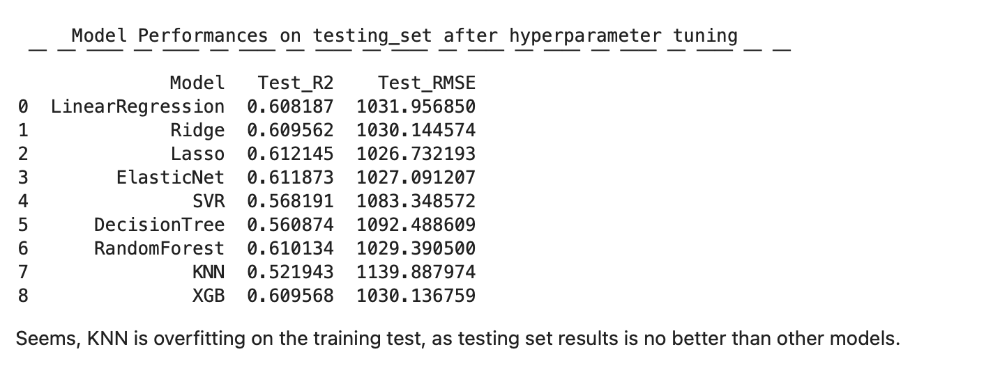 Model Performances on testing_set after hyperparameter tuning
— — — — — — — — — — — — — — — — — — — — — — — — — — — —
Model Test_R2 Test_RMSE
0 LinearRegression 0.608187 1031.956850
1 Ridge 0.609562 1030.144574
2 Lasso 0.612145 1026.732193
3 ElasticNet 0.611873 1027.091207
4 SVR 0.568191 1083.348572
5 DecisionTree 0.560874 1092.488609
6 RandomForest 0.610134 1029.390500
7 KNN 0.521943 1139.887974
8 XGB 0.609568 1030.136759
Seems, KNN is overfitting on the training test, as testing set results is no better than other models.